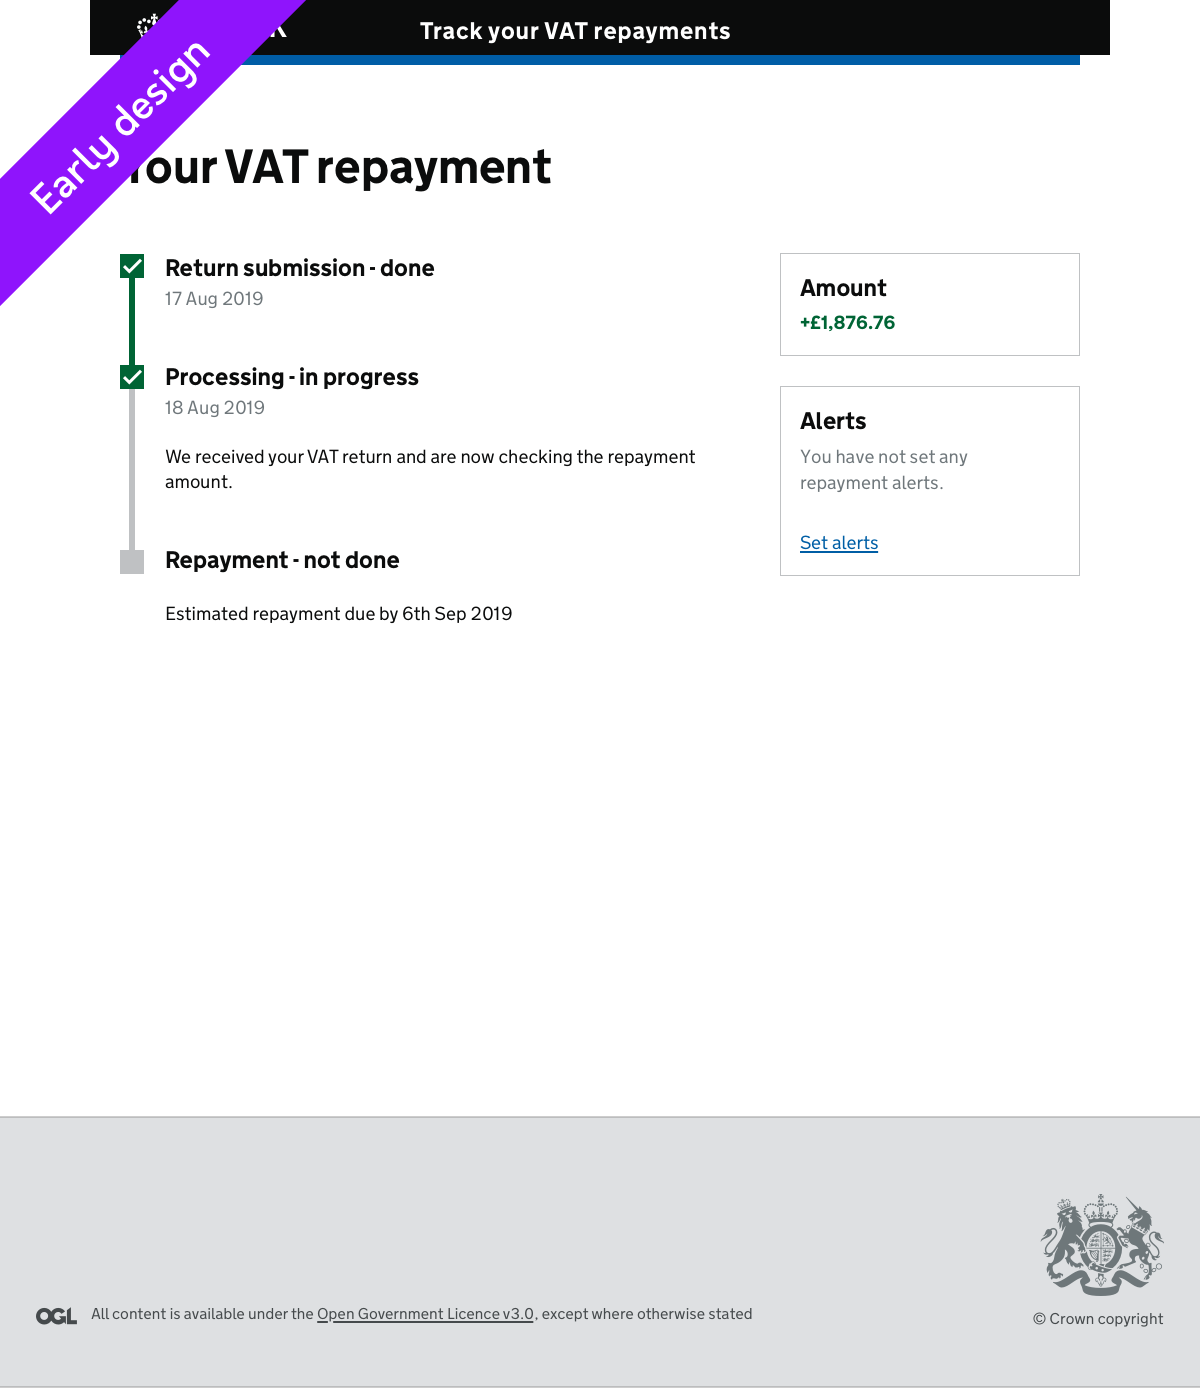 Track your VAT repayments
Early design
Your VAT repayment
Return submission - done
17 Aug 2019
Processing - in progress
18 Aug 2019
We received your VAT return and are now checking the repayment
amount.
Repayment - not done
Estimated repayment due by 6th Sep 2019
Amount
+£1,876.76
Alerts
You have not set any
repayment alerts.
Set alerts
OGL All content is available under the Open Government Licence v3.0, except where otherwise stated
© Crown copyright